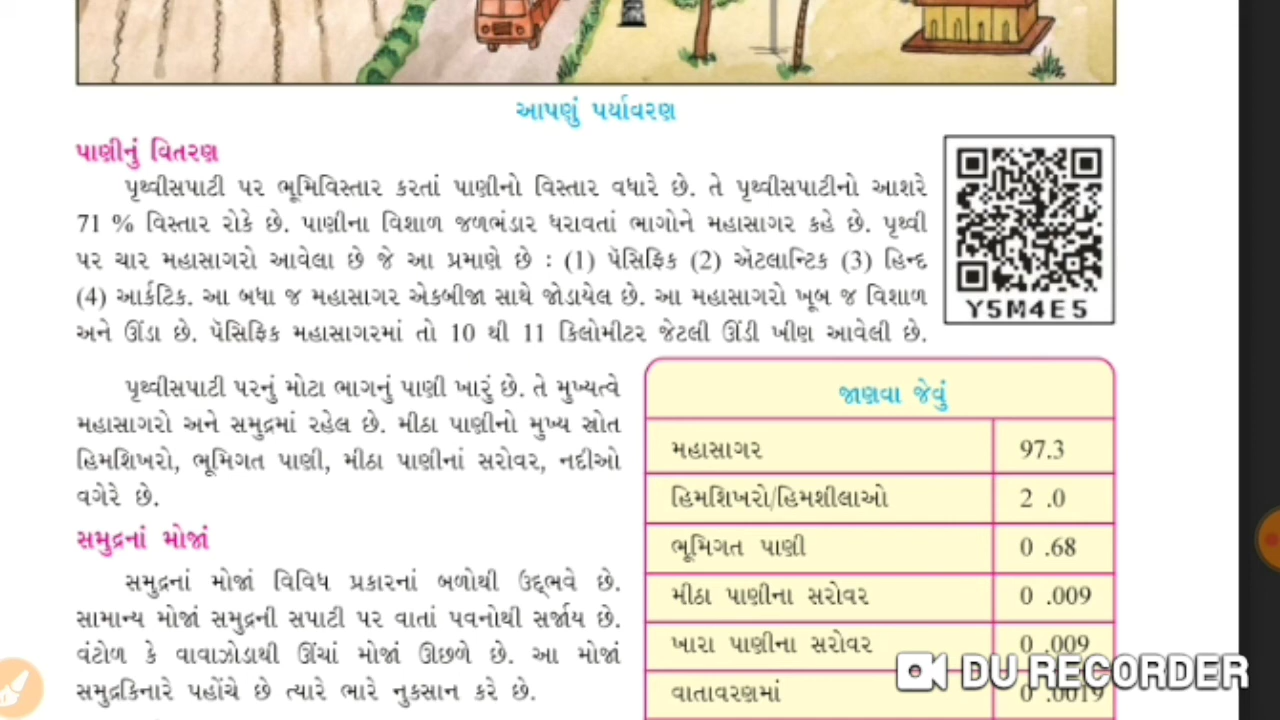 આપણું પર્યાવરણ
પાણીનું વિતરણ
પૃથ્વીસપાટી પર ભૂમિવિસ્તાર કરતાં પાણીનો વિસ્તાર વધારે છે. તે પૃથ્વીસપાટીનો આશરે
71 % વિસ્તાર રોકે છે. પાણીના વિશાળ જળભંડાર ધરાવતાં ભાગોને મહાસાગર કહે છે. પૃથ્વી
પર ચાર મહાસાગરો આવેલા છે જે આ પ્રમાણે છે : (1) પૅસિફિક (2) ઍટલાન્ટિક (3) હિન્દ
(4) આર્કટિક. આ બધા જ મહાસાગર એકબીજા સાથે જોડાયેલ છે. આ મહાસાગરો ખૂબ જ વિશાળ
અને ઊંડા છે. પૅસિફિક મહાસાગરમાં તો 10 થી 11 કિલોમીટર જેટલી ઊંડી ખીણ આવેલી છે.
Y5M4E5
પૃથ્વીસપાટી પરનું મોટા ભાગનું પાણી ખારું છે. તે મુખ્યત્વે
મહાસાગરો અને સમુદ્રમાં રહેલ છે. મીઠા પાણીનો મુખ્ય સ્રોત
હિમશિખરો, ભૂમિગત પાણી, મીઠા પાણીનાં સરોવર, નદીઓ
વગેરે છે.
સમુદ્રનાં મોજાં
સમુદ્રનાં મોજાં વિવિધ પ્રકારનાં બળોથી ઉદ્ભવે છે.
સામાન્ય મોજાં સમુદ્રની સપાટી પર વાતાં પવનોથી સર્જાય છે.
વંટોળ કે વાવાઝોડાથી ઊંચાં મોજાં ઊછળે છે. આ મોજાં
સમુદ્રકિનારે પહોંચે છે ત્યારે ભારે નુકસાન કરે છે.
જાણવા જેવું
મહાસાગર 97.3
હિમશિખરો/હિમશીલાઓ 2 .0
ભૂમિગત પાણી 0 .68
મીઠા પાણીના સરોવર 0 .009
ખારા પાણીના સરોવર 0 .009
વાતાવરણમાં 0 .0019
DU RECORDER